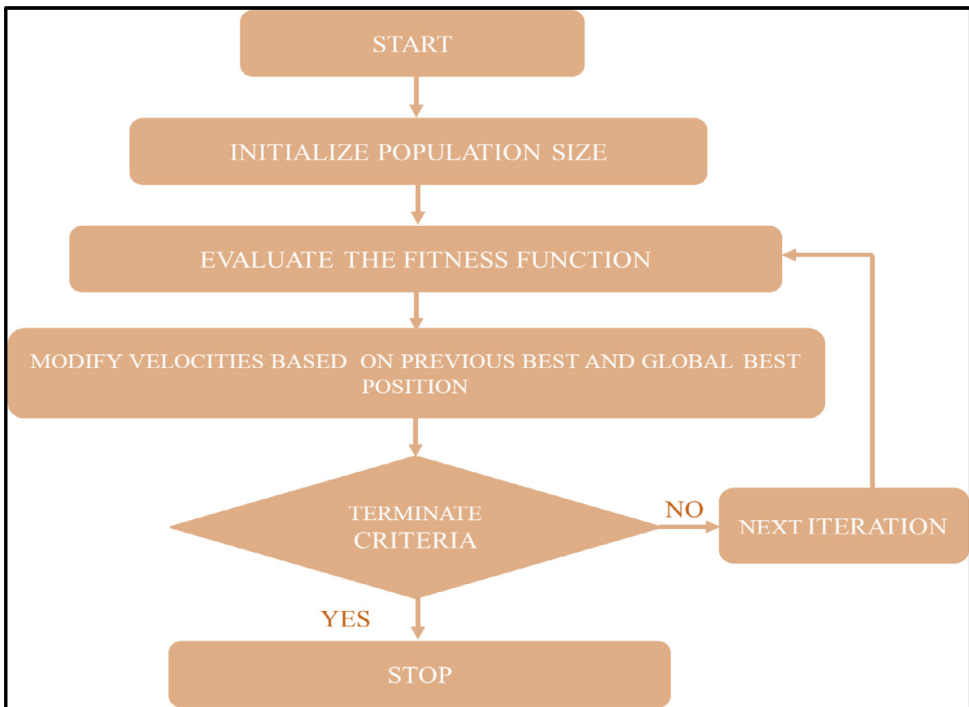 START
INITIALIZE POPULATION SIZE
EVALUATE THE FITNESS FUNCTION
MODIFY VELOCITIES BASED ON PREVIOUS BEST AND GLOBAL BEST
POSITION
TERMINATE
CRITERIA
NO
NEXT ITERATION
YES
STOP